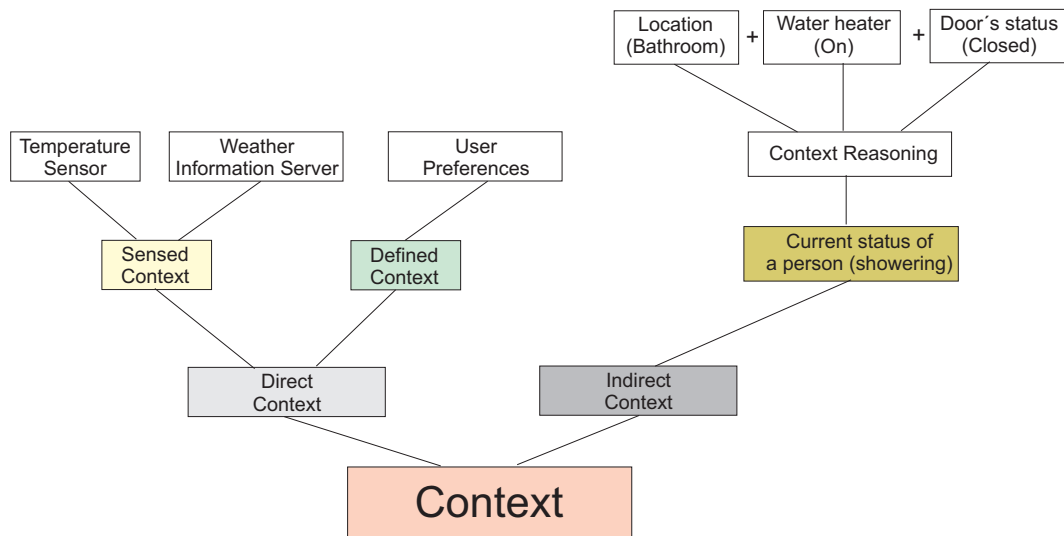 Location
(Bathroom)
+
Water heater
(On)
+
Door´s status
(Closed)
Temperature
Sensor
Weather
Information Server
User
Preferences
Context Reasoning
Sensed
Context
Defined
Context
Current status of
a person (showering)
Direct
Context
Indirect
Context
Context